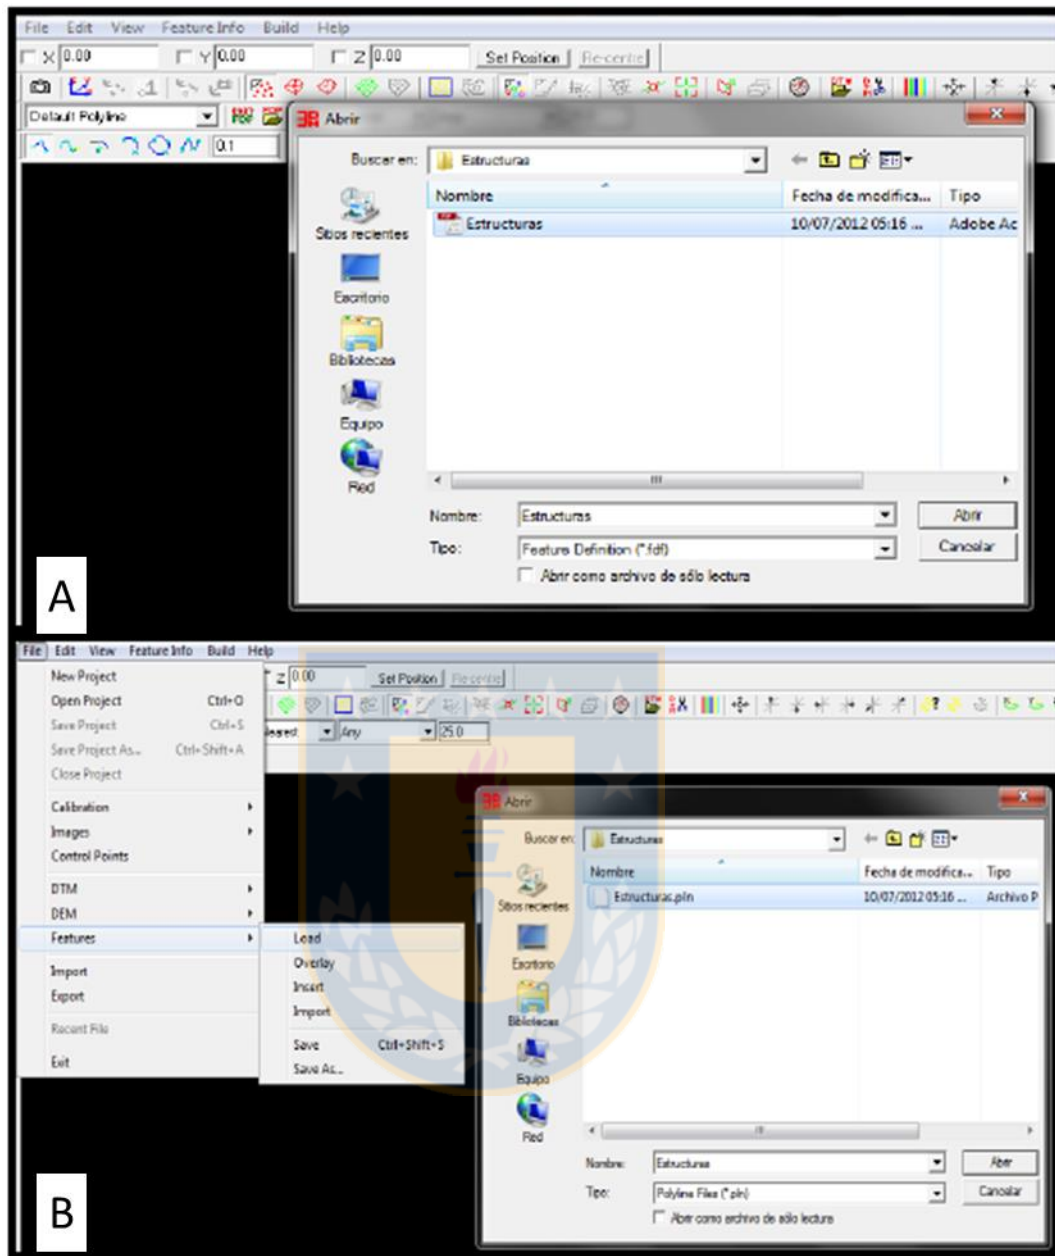 File Edit View Feature Info Build Help
X 0.00 Y 0.00 Z 0.00 Set Position Re-centre
Default Polyline
0.1
Abrir
Buscar en: Estructuras
Nombre Fecha de modifica... Tipo
Estructuras 10/07/2012 05:16 ... Adobe Ac
Sitios recientes
Escritorio
Bibliotecas
Equipo
Red
Nombre: Estructuras Abrir
Tipo: Feature Definition (*.fdf) Cancelar
Abrir como archivo de sólo lectura
A
File Edit View Feature Info Build Help
New Project
Open Project Ctrl+O
Save Project Ctrl+S
Save Project As... Ctrl+Shift+A
Close Project
Calibration
Images
Control Points
DTM
DEM
Features
Import
Export
Recent File
Exit
Load
Overlay
Insert
Import
Save Ctrl+Shift+S
Save As...
Z 0.00 Set Position Re-centre
Any 25.0
Abrir
Buscar en: Estructuras
Nombre Fecha de modifica... Tipo
Estructuras.pln 10/07/2012 05:16 ... Archivo P
Sitios recientes
Escritorio
Bibliotecas
Equipo
Red
Nombre: Estructuras Abrir
Tipo: Polyline Files (*.pln) Cancelar
Abrir como archivo de sólo lectura
B